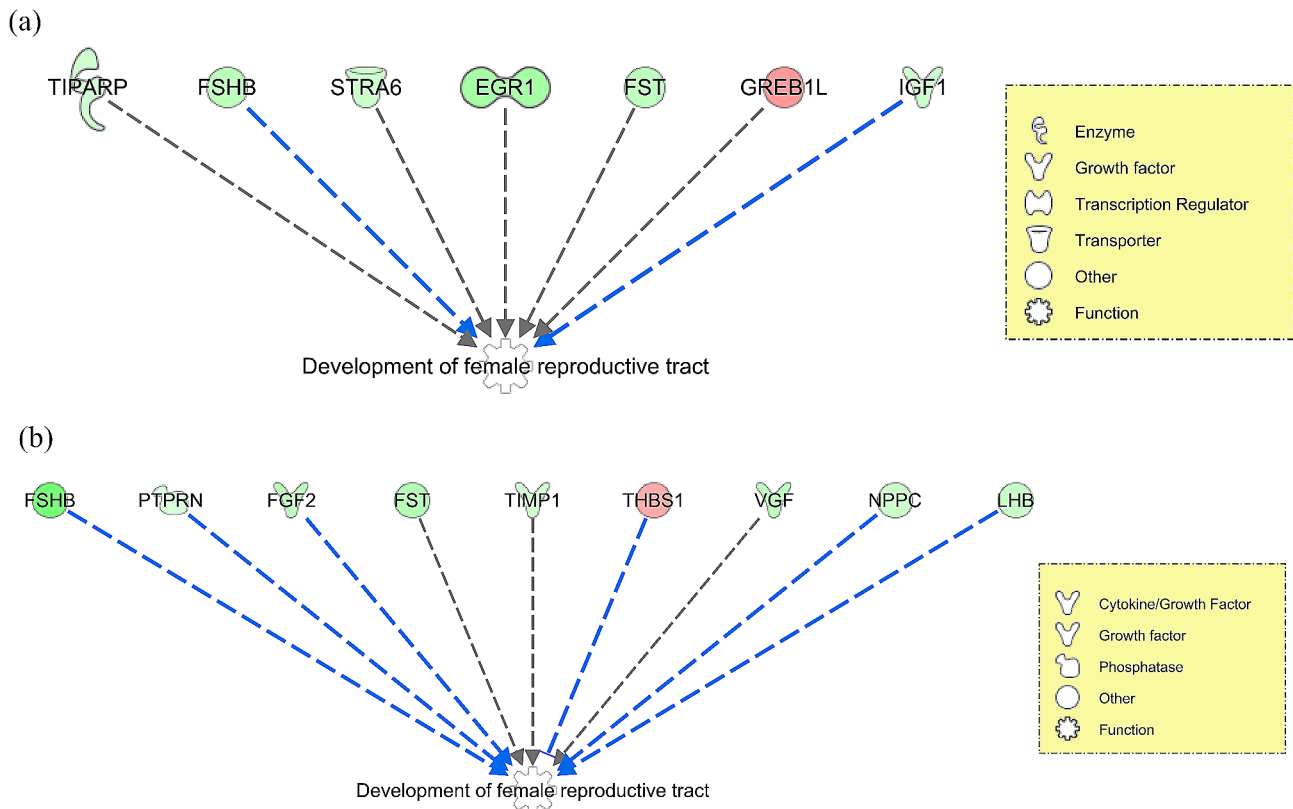 (a)
TIPARP FSHB STRA6 EGR1 FST GREB1L IGF1
Enzyme
Growth factor
Transcription Regulator
Transporter
Other
Function
Development of female reproductive tract
(b)
FSHB PTPRN FGF2 FST TIMP1 THBS1 VGF NPPC LHB
Cytokine/Growth Factor
Growth factor
Phosphatase
Other
Function
Development of female reproductive tract